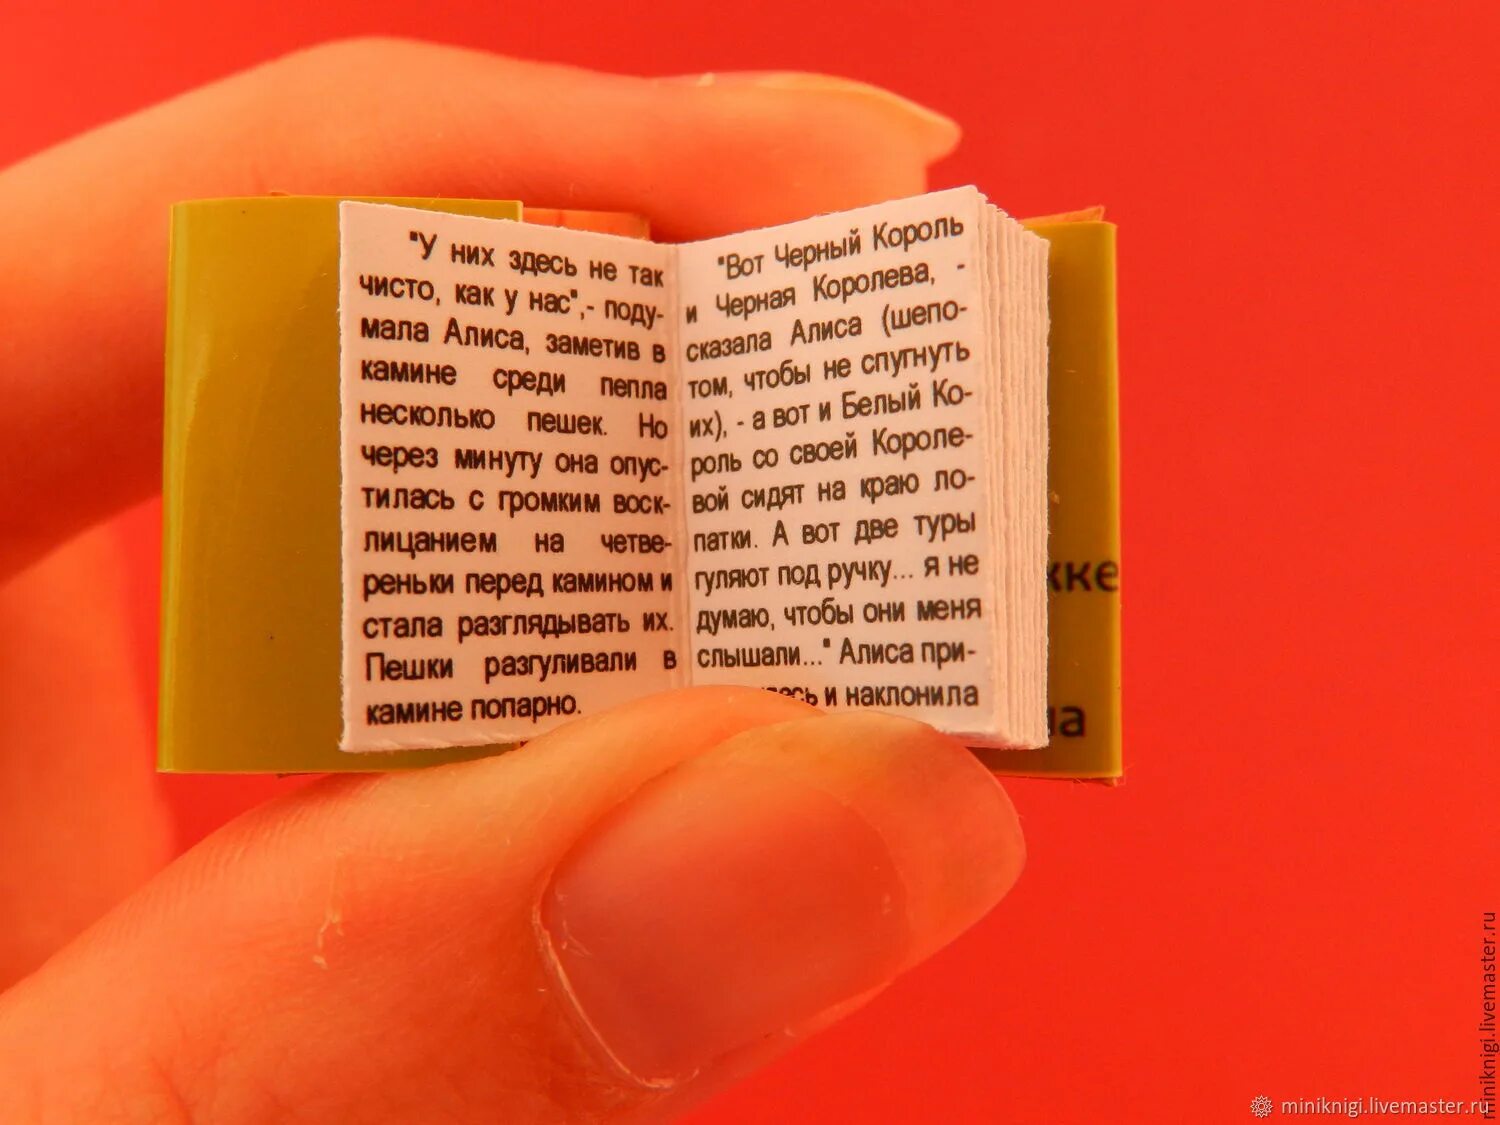 "У них здесь не так
чисто, как у нас",- поду-
мала Алиса, заметив в
камине среди пепла
несколько пешек. Но
через минуту она опус-
тилась с громким воск-
лицанием на четве-
реньки перед камином и
стала разглядывать их.
Пешки разгуливали в
камине попарно.
"Вот Черный Король
и Черная Королева, -
сказала Алиса (шепо-
том, чтобы не спугнуть
их), - а вот и Белый Ко-
роль со своей Короле-
вой сидят на краю ло-
патки. А вот две туры
гуляют под ручку... я не
думаю, чтобы они меня
слышали..." Алиса при-
и наклонила
miniknigi.livemaster.ru
miniknigi.livemaster.ru